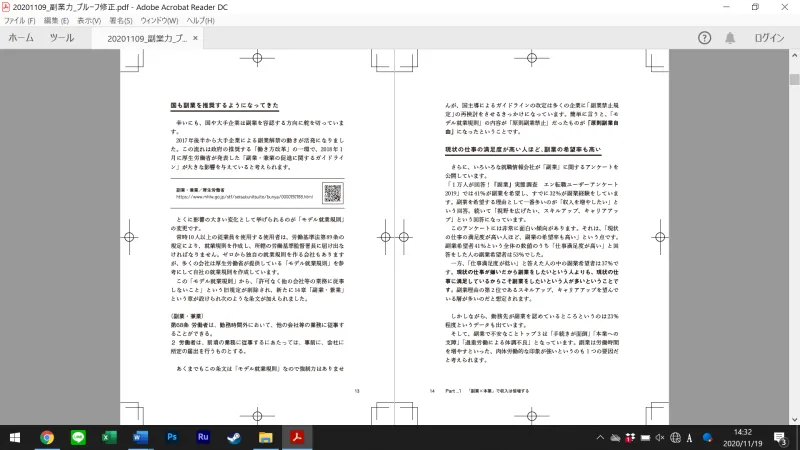 20201109_副業力_プルーフ修正.pdf - Adobe Acrobat Reader DC
ファイル(F) 編集(E) 表示(V) 署名(S) ウィンドウ(W) ヘルプ(H)
ホーム ツール 20201109_副業力_プ... × ログイン
国も副業を推奨するようになってきた
幸いにも、国や大手企業は副業を容認する方向に舵を切っています。
2017年後半から大手企業による副業解禁の動きが活発になりました。この流れは政府の推奨する「働き方改革」の一環で、2018年1
月に厚生労働省が発表した「副業・兼業の促進に関するガイドライ
ン」が大きな影響を与えていると考えられます。
副業・兼業/厚生労働省
とくに影響の大きい変化として挙げられるのが「モデル就業規則」
の変更です。
常時10人以上の従業員を使用する使用者は、労働基準法第89条の
規定により、就業規則を作成し、所轄の労働基準監督署長に届け出な
ければなりません。ゼロから独自の就業規則を作る会社もあります
が、多くの会社は厚生労働省が提供している「モデル就業規則」を参
考にして自社の就業規則を作成しています。
この「モデル就業規則」から、「許可なく他の会社等の業務に従事
しないこと」という旧規定が削除され、新たに14章「副業・兼業」
という章が設けられ次のような条文が加えられました。
(副業・兼業)
第68条 労働者は、勤務時間外において、他の会社等の業務に従事す
ることができる。
2 労働者は、前項の業務に従事するにあたっては、事前に、会社に
所定の届出を行うものとする。
あくまでもこの条文は「モデル就業規則」なので強制力はありませ
13
んが、国主導によるガイドラインの改定は多くの企業に「副業禁止規
定」の再検討をさせるきっかけになっています。簡単に言うと、「モ
デル就業規則」の内容が「原則副業禁止」だったものが『原則副業自
由』になったということです。
現状の仕事の満足度が高い人ほど、副業の希望率も高い
さらに、いろいろな就職情報会社が「副業」に関するアンケートを
公開しています。
「1万人が回答！『副業』実態調査 エン転職ユーザーアンケート
2019」では41%が副業を希望し、すでに32%が副業経験をしていま
す。副業を希望する理由として一番多いのが「収入を増やしたい」と
いう回答、続いて「視野を広げたい、スキルアップ、キャリアアッ
プ」という回答になっています。
このアンケートには非常に面白い傾向があります。それは、「現状
の仕事の満足度が高い人ほど、副業の希望率も高い」という点です。
副業希望者41%という全体の数値のうち「仕事満足度が高い」と回
答をした人の副業希望者は53%でした。
一方、「仕事満足度が低い」と答えた人の中の副業希望者は37%で
す。現状の仕事が嫌いだから副業をしたいという人よりも、現状の仕
事に満足しているからこそ副業をしたいという人が多いということで
す。副業理由の第2位であるスキルアップ、キャリアアップを望んで
いる層が多いのだと想定されます。
しかしながら、勤務先が副業を認めているところというのは23%
程度というデータも出ています。
そして、副業で不安なことトップ3は「手続きが面倒」「本業への
支障」「過重労働による体調不良」となっています。副業は労働時間
を増やすといった、肉体労働的な印象が強いというのも1つの要因だ
と考えられます。
14 Part_1 「副業×本業」で収入は倍増する
14:32
2020/11/19